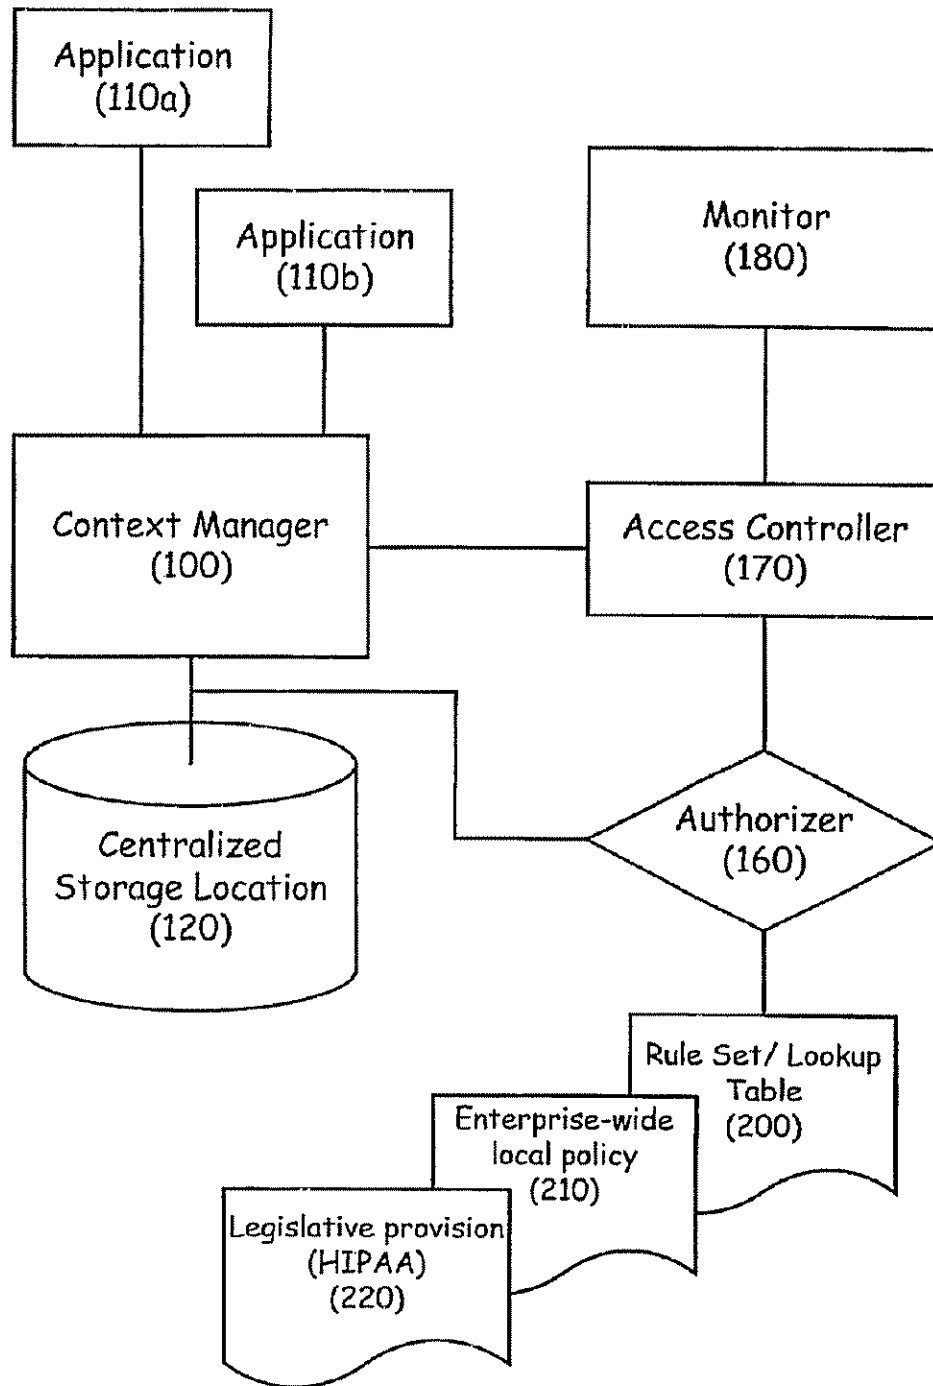 Application
(110a)
Application
(110b)
Monitor
(180)
Context Manager
(100)
Access Controller
(170)
Centralized
Storage Location
(120)
Authorizer
(160)
Rule Set/ Lookup
Table
(200)
Enterprise-wide
local policy
(210)
Legislative provision
(HIPAA)
(220)